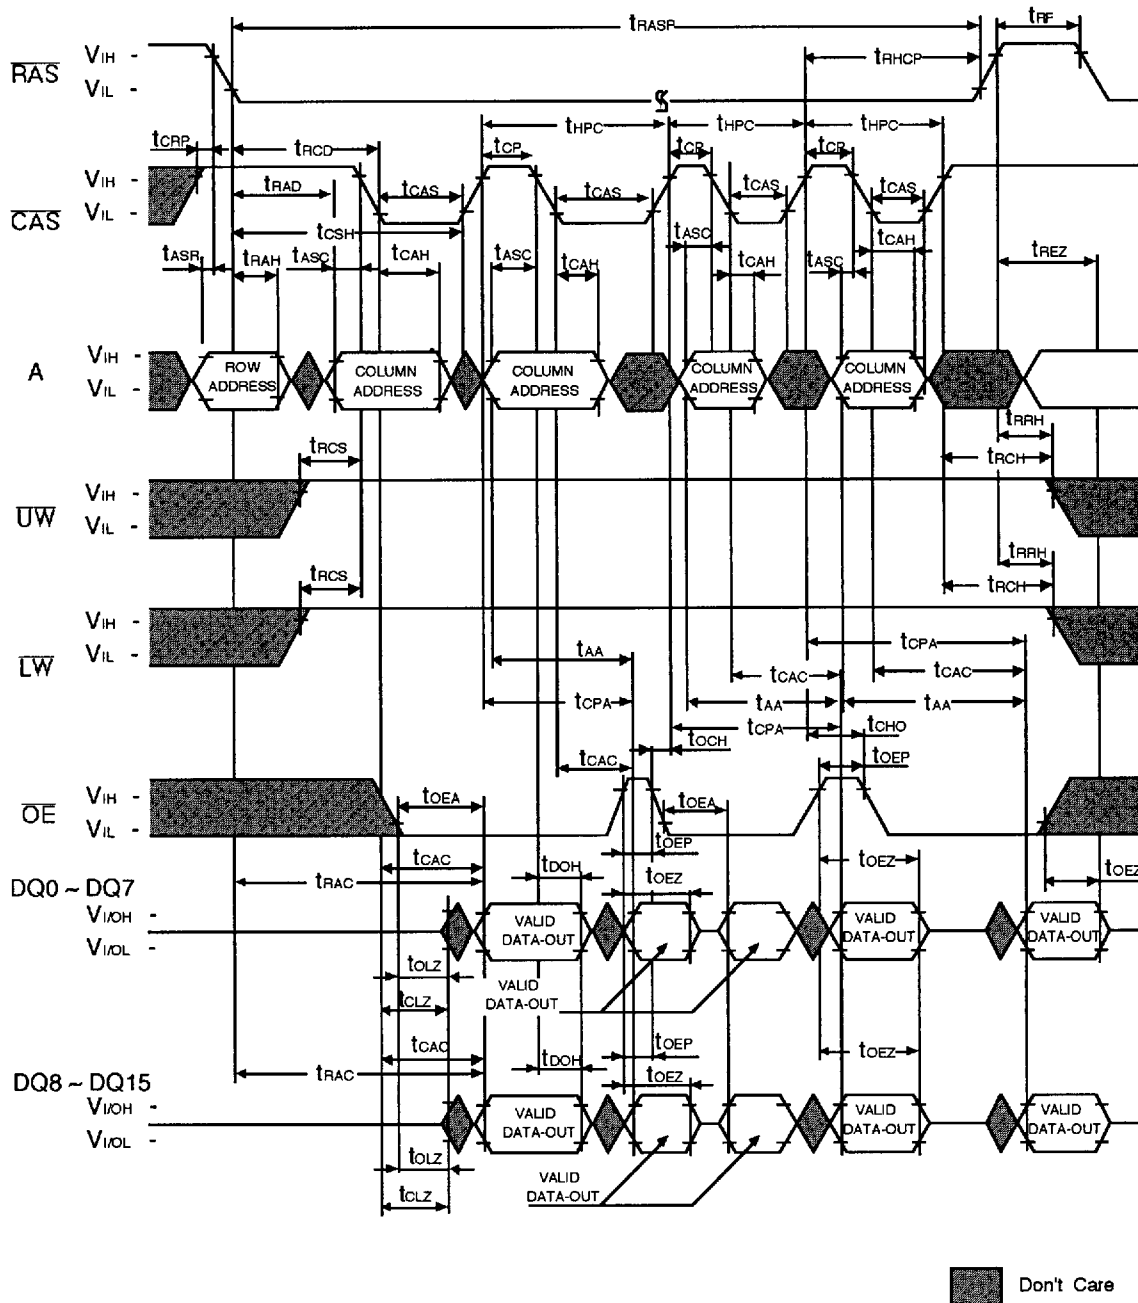 tRASP tRF
RAS VIH - tRHCP
VIL -
tHPC tHPC tHPC
tCRP tRCD tCP tCP tCP
VIH - tRAD tCAS tCAS tCAS tCAS
CAS VIL - tCSH
tASR tRAH tASC tCAH tASC tCAH tASC tCAH tASC tCAH tREZ
A VIH - ROW ADDRESS COLUMN ADDRESS COLUMN ADDRESS COLUMN ADDRESS COLUMN ADDRESS
VIL -
tRRH
tRCS tRCH
UW VIH -
VIL -
tRRH
tRCS tRCH
LW VIH -
VIL -
tCPA
tAA tCAC tCAC
tCPA tAA tAA
tCPA tCHO
tOCH
tCAC tOEP
OE VIH - tOEA tOEA
VIL -
tOEP
tCAC tDOH tOEZ tOEZ
tRAC tOEZ
DQ0 ~ DQ7
VI/OH - VALID DATA-OUT VALID DATA-OUT VALID DATA-OUT
VI/OL -
tOLZ
tCLZ VALID DATA-OUT
tCAC tDOH tOEP tOEZ
tRAC tOEZ
DQ8 ~ DQ15
VI/OH - VALID DATA-OUT VALID DATA-OUT VALID DATA-OUT
VI/OL -
tOLZ
tCLZ VALID DATA-OUT
Don't Care